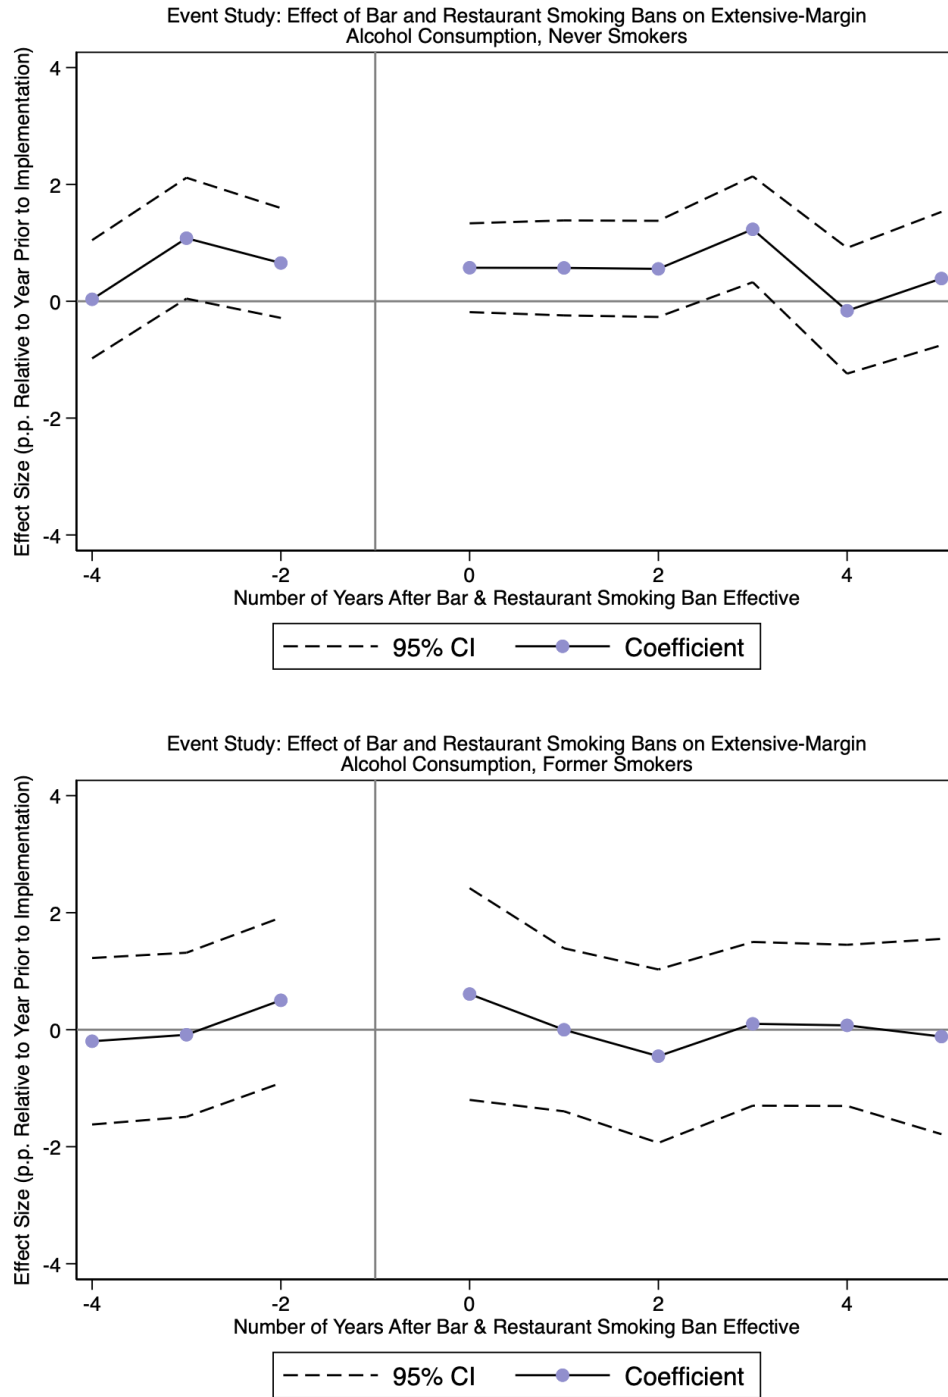 Event Study: Effect of Bar and Restaurant Smoking Bans on Extensive-Margin
Alcohol Consumption, Never Smokers
Effect Size (p.p. Relative to Year Prior to Implementation)
4
2
0
-2
-4
-4 -2 0 2 4
Number of Years After Bar & Restaurant Smoking Ban Effective
95% CI Coefficient
Event Study: Effect of Bar and Restaurant Smoking Bans on Extensive-Margin
Alcohol Consumption, Former Smokers
Effect Size (p.p. Relative to Year Prior to Implementation)
4
2
0
-2
-4
-4 -2 0 2 4
Number of Years After Bar & Restaurant Smoking Ban Effective
95% CI Coefficient